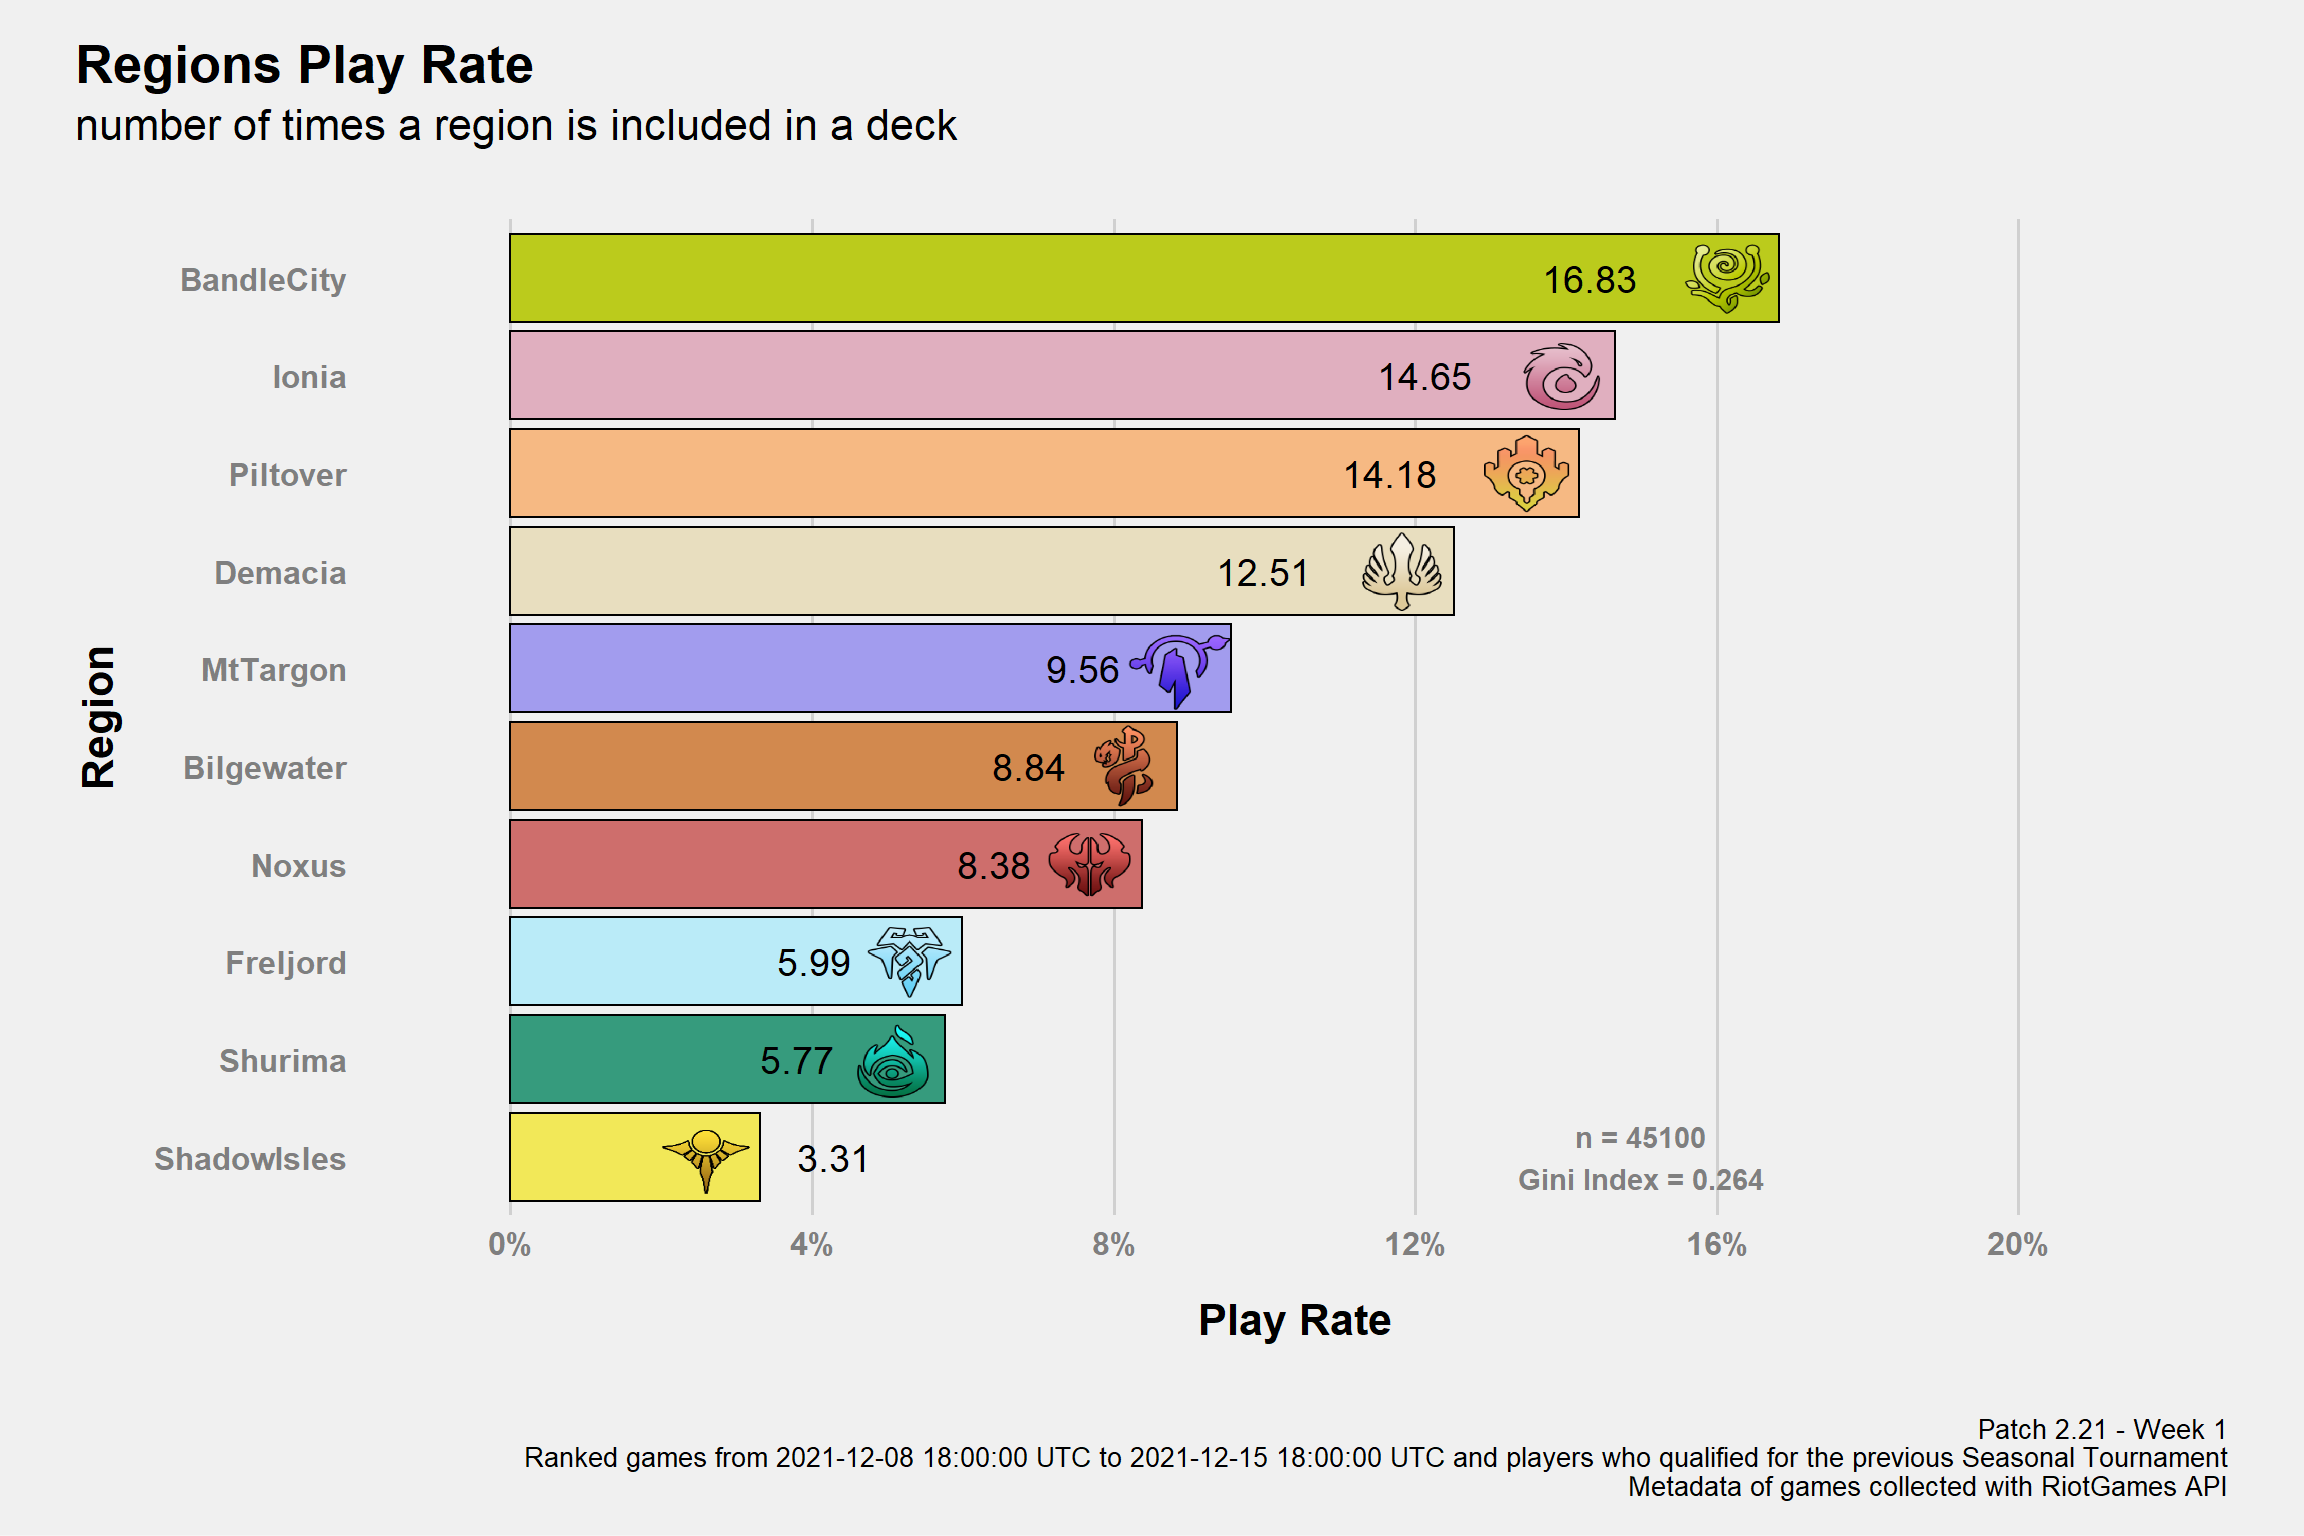 Regions Play Rate
number of times a region is included in a deck
BandleCity 16.83
Ionia 14.65
Piltover 14.18
Demacia 12.51
MtTargon 9.56
Bilgewater 8.84
Noxus 8.38
Freljord 5.99
Shurima 5.77
ShadowIsles 3.31
Region
n = 45100
Gini Index = 0.264
0% 4% 8% 12% 16% 20%
Play Rate
Patch 2.21 - Week 1
Ranked games from 2021-12-08 18:00:00 UTC to 2021-12-15 18:00:00 UTC and players who qualified for the previous Seasonal Tournament
Metadata of games collected with RiotGames API